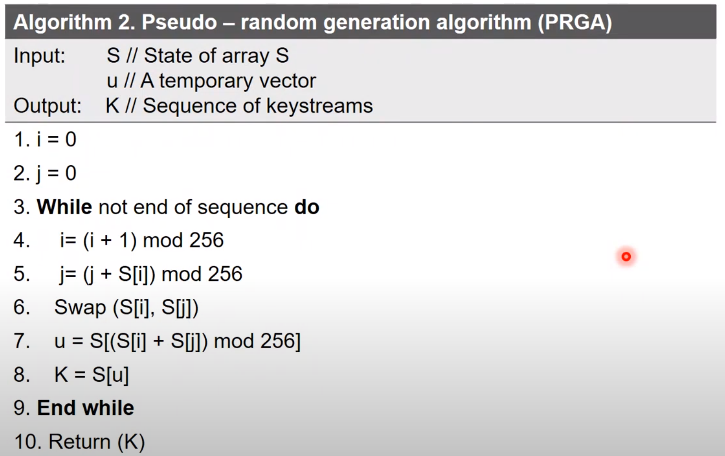 Algorithm 2. Pseudo – random generation algorithm (PRGA)
Input: S // State of array S
u // A temporary vector
Output: K // Sequence of keystreams
1. i = 0
2. j = 0
3. While not end of sequence do
4. i= (i + 1) mod 256
5. j= (j + S[i]) mod 256
6. Swap (S[i], S[j])
7. u = S[(S[i] + S[j]) mod 256]
8. K = S[u]
9. End while
10. Return (K)